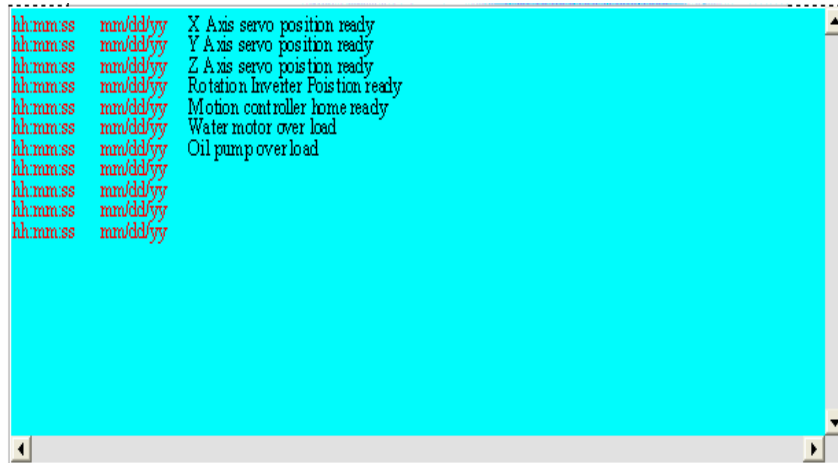 hh:mm:ss mm/dd/yy X Axis servo position ready
hh:mm:ss mm/dd/yy Y Axis servo position ready
hh:mm:ss mm/dd/yy Z Axis servo poistion ready
hh:mm:ss mm/dd/yy Rotation Inverter Poistion ready
hh:mm:ss mm/dd/yy Motion controller home ready
hh:mm:ss mm/dd/yy Water motor over load
hh:mm:ss mm/dd/yy Oil pump over load
hh:mm:ss mm/dd/yy
hh:mm:ss mm/dd/yy
hh:mm:ss mm/dd/yy
hh:mm:ss mm/dd/yy